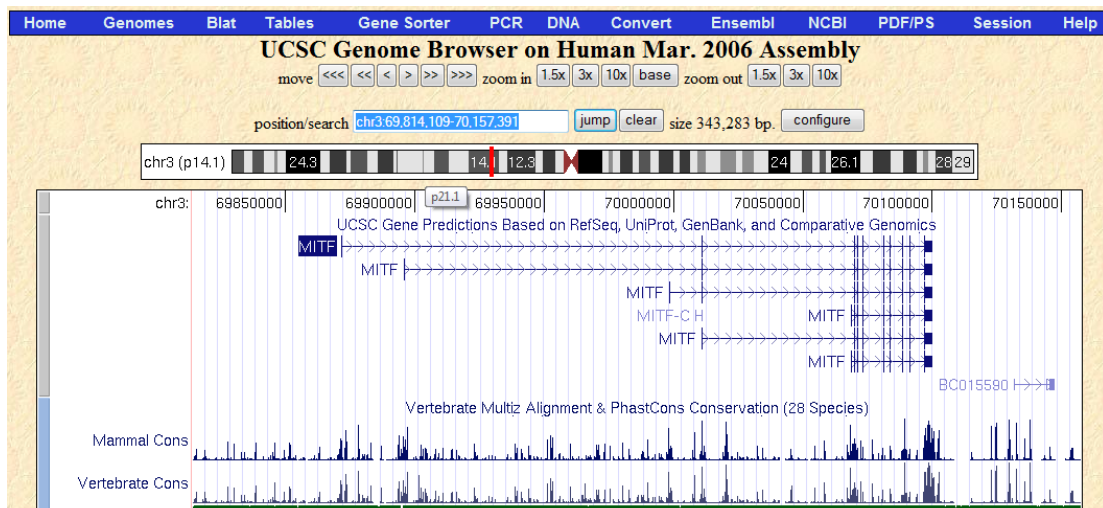 Home Genomes Blat Tables Gene Sorter PCR DNA Convert Ensembl NCBI PDF/PS Session Help
UCSC Genome Browser on Human Mar. 2006 Assembly
move <<< << < > >> >>> zoom in 1.5x 3x 10x base zoom out 1.5x 3x 10x
position/search chr3:69,814,109-70,157,391 jump clear size 343,283 bp. configure
chr3 (p14.1) 24.3 14.1 12.3 24 26.1 28 29
p21.1
chr3: 69850000 69900000 69950000 70000000 70050000 70100000 70150000
UCSC Gene Predictions Based on RefSeq, UniProt, GenBank, and Comparative Genomics
MITF
MITF
MITF
MITF-C MITF
MITF
MITF
BC015590
Vertebrate Multiz Alignment & PhastCons Conservation (28 Species)
Mammal Cons
Vertebrate Cons